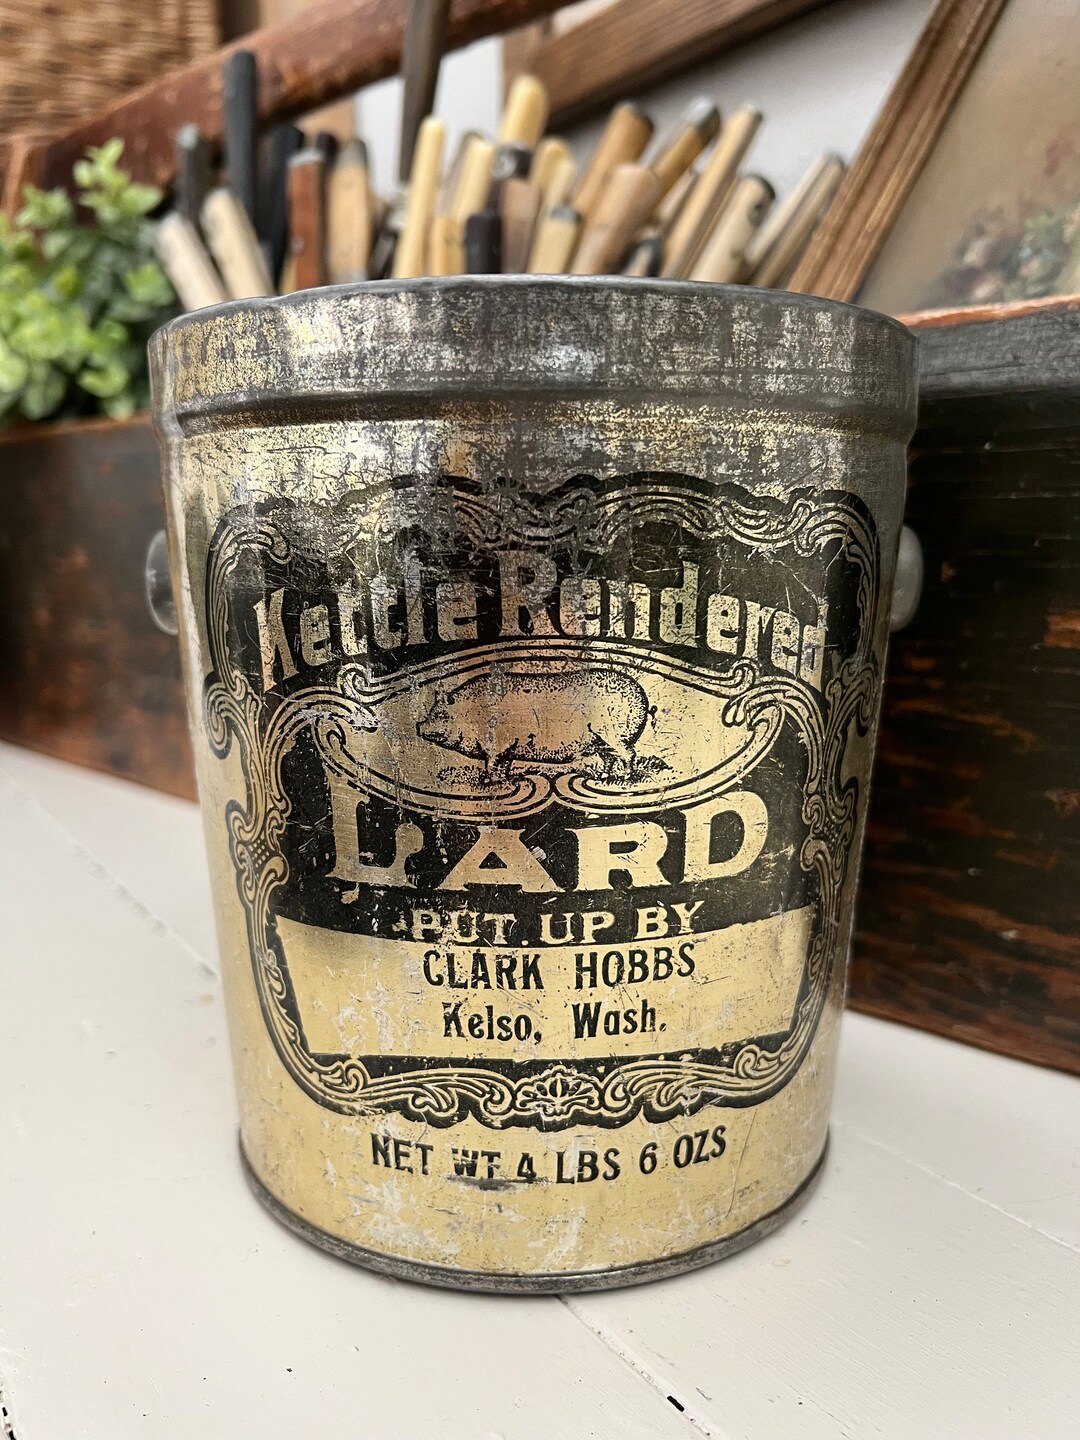 Kettle Rendered
LARD
PUT UP BY
CLARK HOBBS
Kelso, Wash.
NET WT 4 LBS 6 OZS